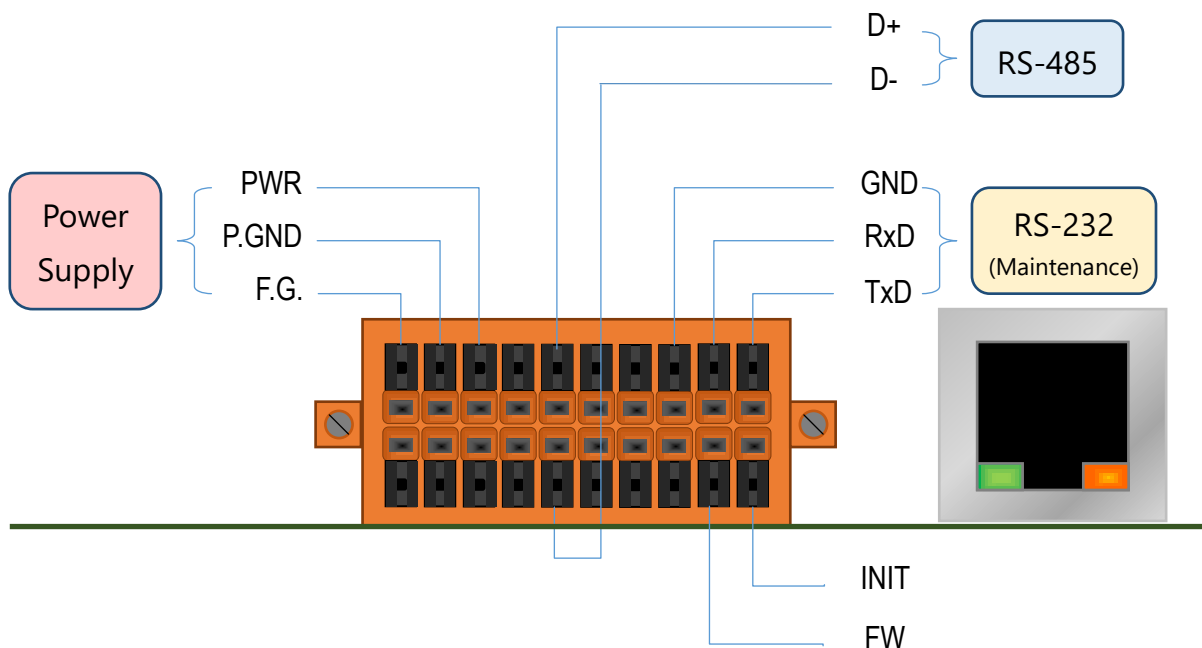 D+
D-
RS-485
Power
Supply
PWR
P.GND
F.G.
GND
RxD
TxD
RS-232
(Maintenance)
INIT
FW